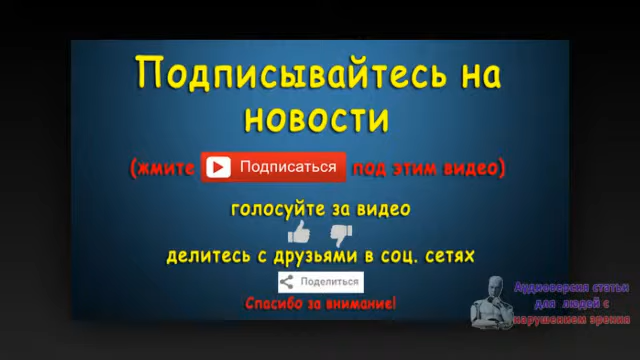 Подписывайтесь на
новости
(жмите Подписаться под этим видео)
голосуйте за видео
делитесь с друзьями в соц. сетях
Поделиться
Спасибо за внимание!
Аудиоверсия статьи
для людей с
нарушением зрения